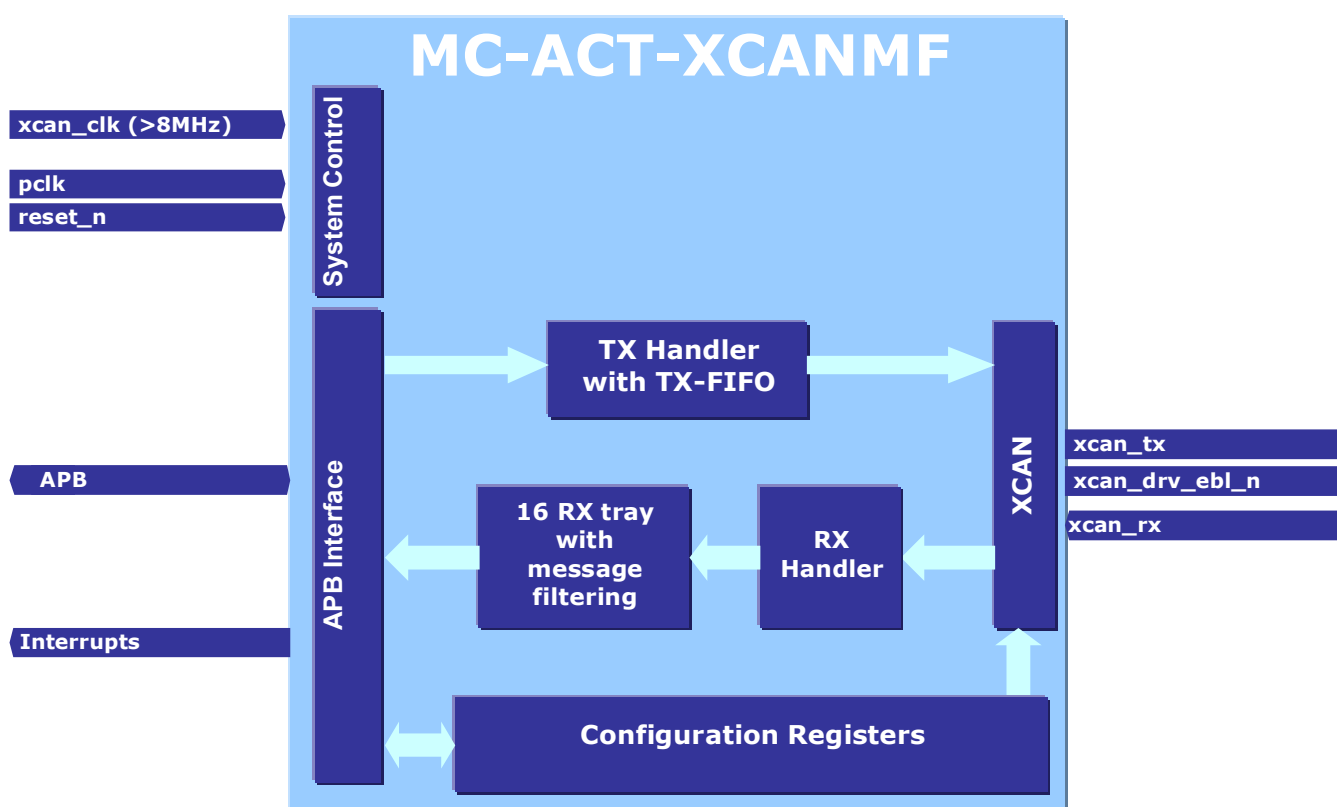 MC-ACT-XCANMF
xcan_clk (>8MHz)
pclk
reset_n
System Control
TX Handler
with TX-FIFO
APB Interface
XCAN
xcan_tx
xcan_drv_ebl_n
xcan_rx
APB
16 RX tray
with
message
filtering
RX
Handler
Interrupts
Configuration Registers